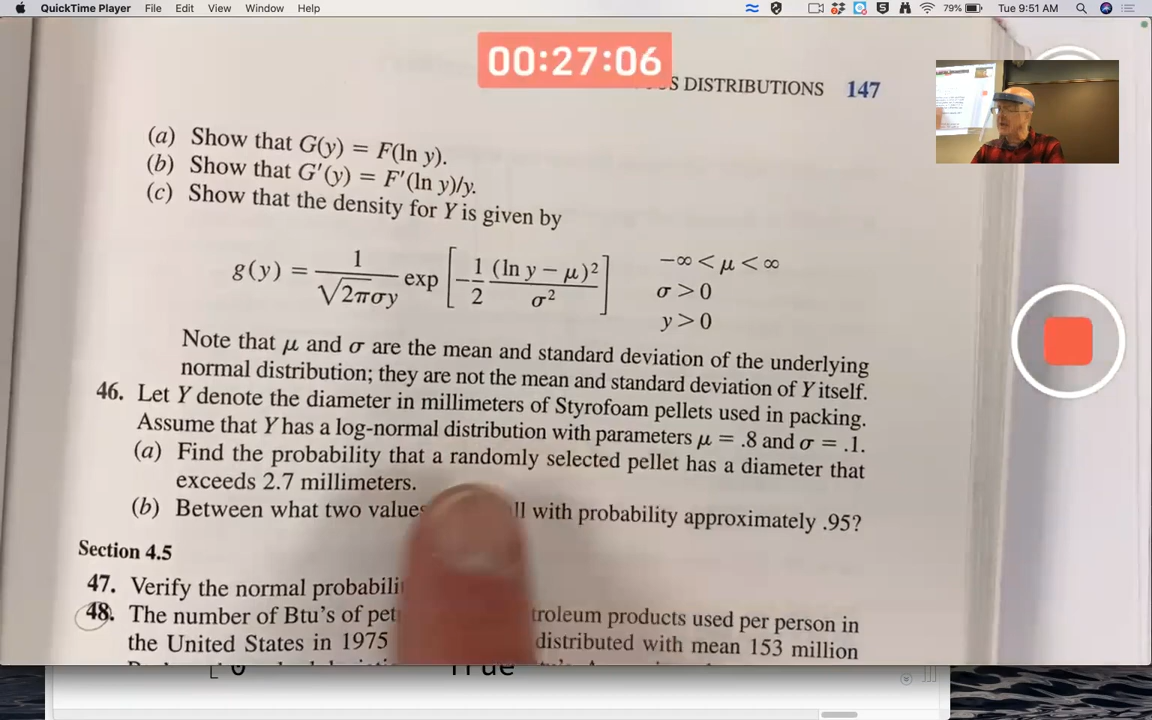 QuickTime Player File Edit View Window Help 79% Tue 9:51 AM
00:27:06
S DISTRIBUTIONS 147
(a) Show that G(y) = F(ln y).
(b) Show that G′(y) = F′(ln y)/y.
(c) Show that the density for Y is given by
g(y) = 1/(√2πσy) exp [−1/2 (ln y − μ)²/σ²] −∞ < μ < ∞
σ > 0
y > 0
Note that μ and σ are the mean and standard deviation of the underlying
normal distribution; they are not the mean and standard deviation of Y itself.
46. Let Y denote the diameter in millimeters of Styrofoam pellets used in packing.
Assume that Y has a log-normal distribution with parameters μ = .8 and σ = .1.
(a) Find the probability that a randomly selected pellet has a diameter that
exceeds 2.7 millimeters.
(b) Between what two values ll with probability approximately .95?
Section 4.5
47. Verify the normal probabili
48. The number of Btu's of pet troleum products used per person in
the United States in 1975 distributed with mean 153 million
True